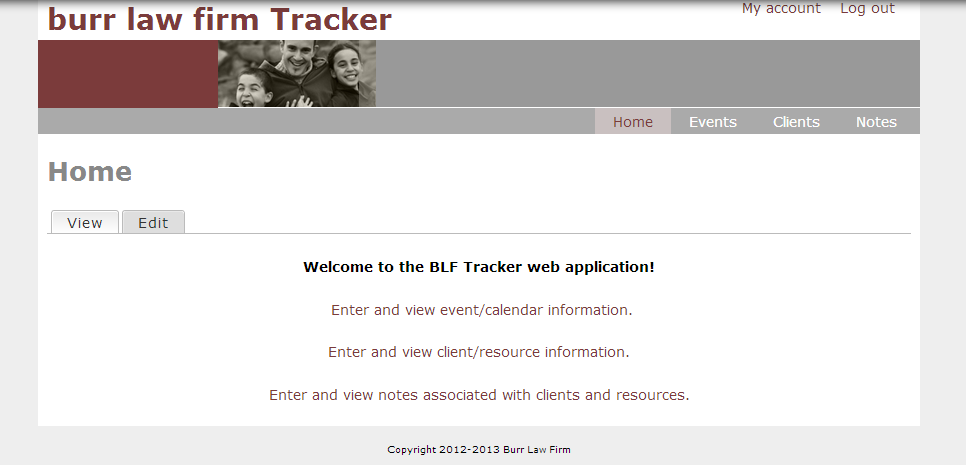 burr law firm Tracker
My account Log out
Home Events Clients Notes
Home
View Edit
Welcome to the BLF Tracker web application!
Enter and view event/calendar information.
Enter and view client/resource information.
Enter and view notes associated with clients and resources.
Copyright 2012-2013 Burr Law Firm